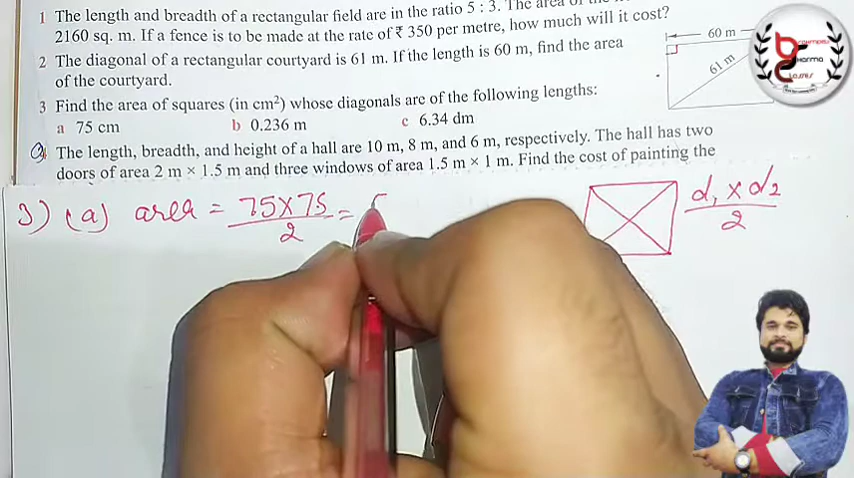 1 The length and breadth of a rectangular field are in the ratio 5 : 3. The area of the
2160 sq. m. If a fence is to be made at the rate of ₹ 350 per metre, how much will it cost?
2 The diagonal of a rectangular courtyard is 61 m. If the length is 60 m, find the area
of the courtyard.
60 m
61 m
3 Find the area of squares (in cm²) whose diagonals are of the following lengths:
a 75 cm b 0.236 m c 6.34 dm
The length, breadth, and height of a hall are 10 m, 8 m, and 6 m, respectively. The hall has two
doors of area 2 m × 1.5 m and three windows of area 1.5 m × 1 m. Find the cost of painting the
3) (a) area = 75×75/2 =
d₁ × d₂/2